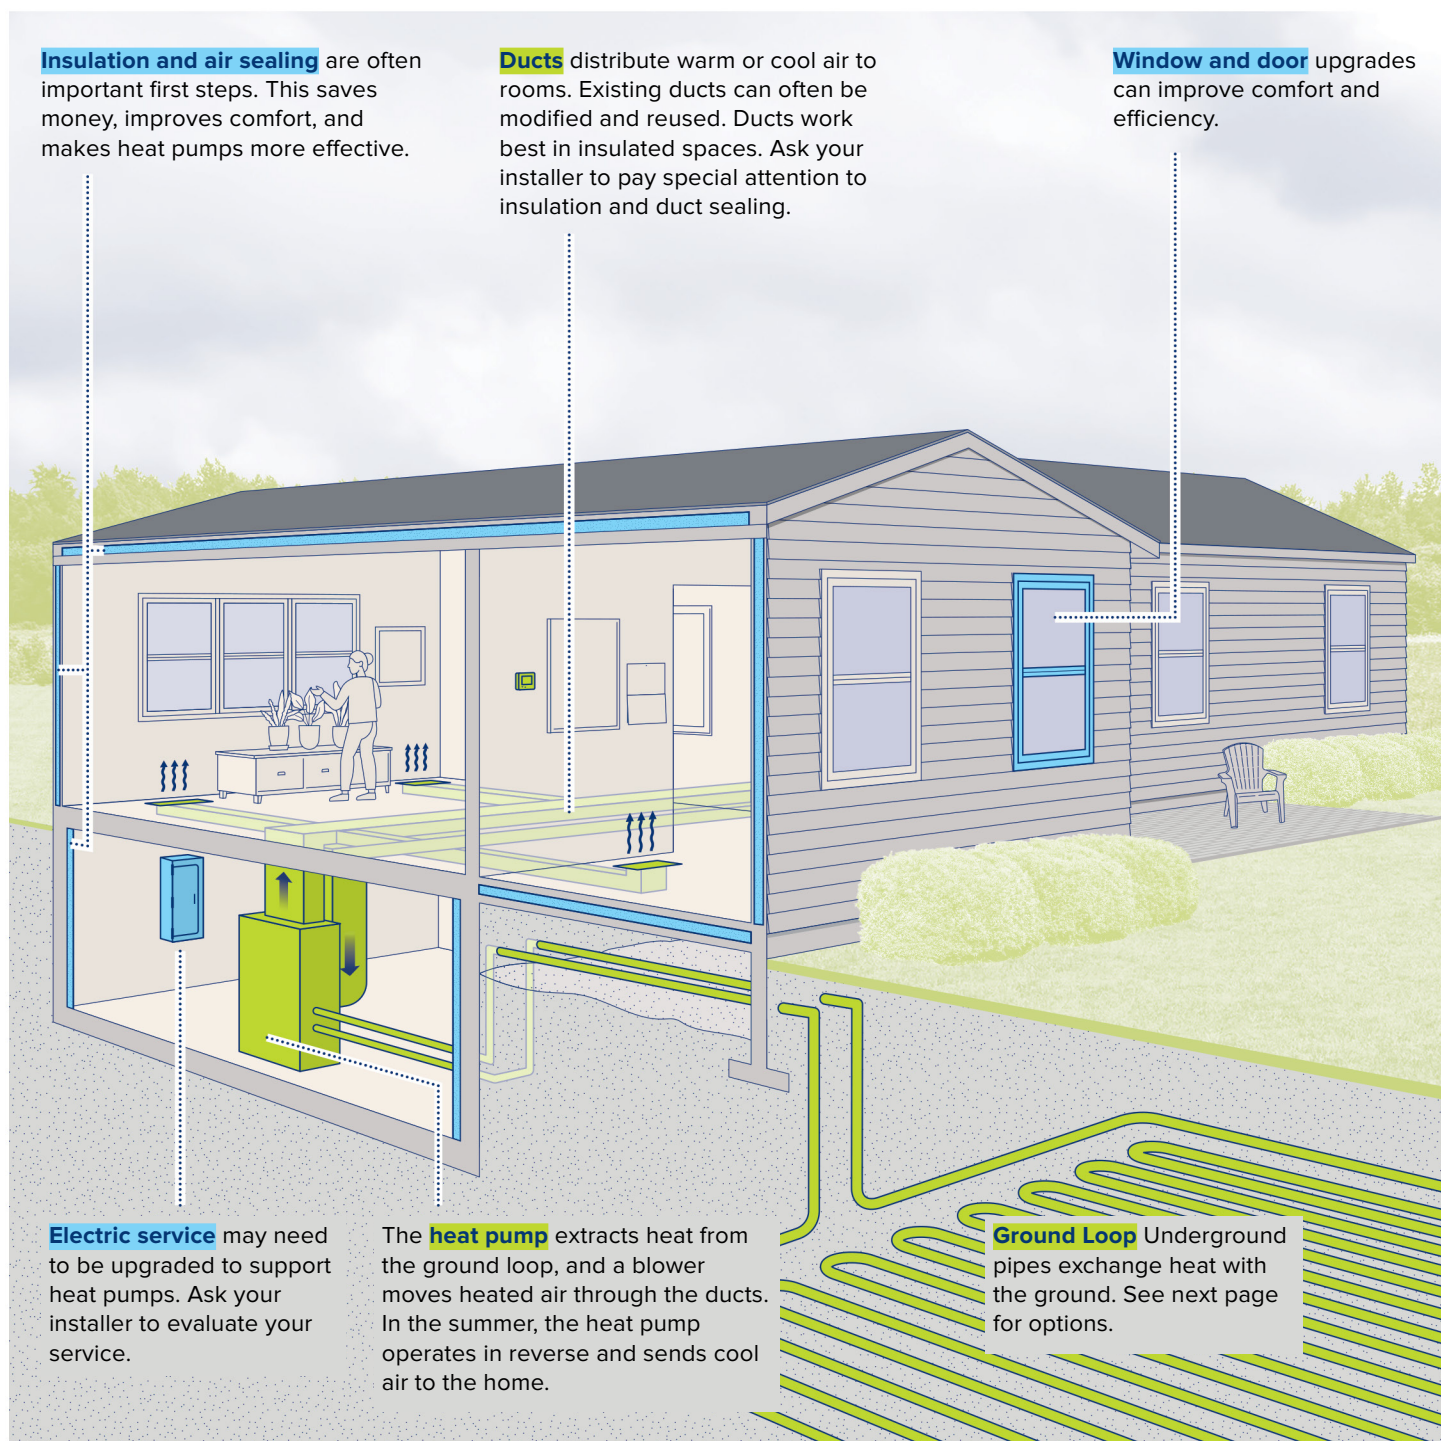 Insulation and air sealing are often
important first steps. This saves
money, improves comfort, and
makes heat pumps more effective.
Ducts distribute warm or cool air to
rooms. Existing ducts can often be
modified and reused. Ducts work
best in insulated spaces. Ask your
installer to pay special attention to
insulation and duct sealing.
Window and door upgrades
can improve comfort and
efficiency.
Electric service may need
to be upgraded to support
heat pumps. Ask your
installer to evaluate your
service.
The heat pump extracts heat from
the ground loop, and a blower
moves heated air through the ducts.
In the summer, the heat pump
operates in reverse and sends cool
air to the home.
Ground Loop Underground
pipes exchange heat with
the ground. See next page
for options.